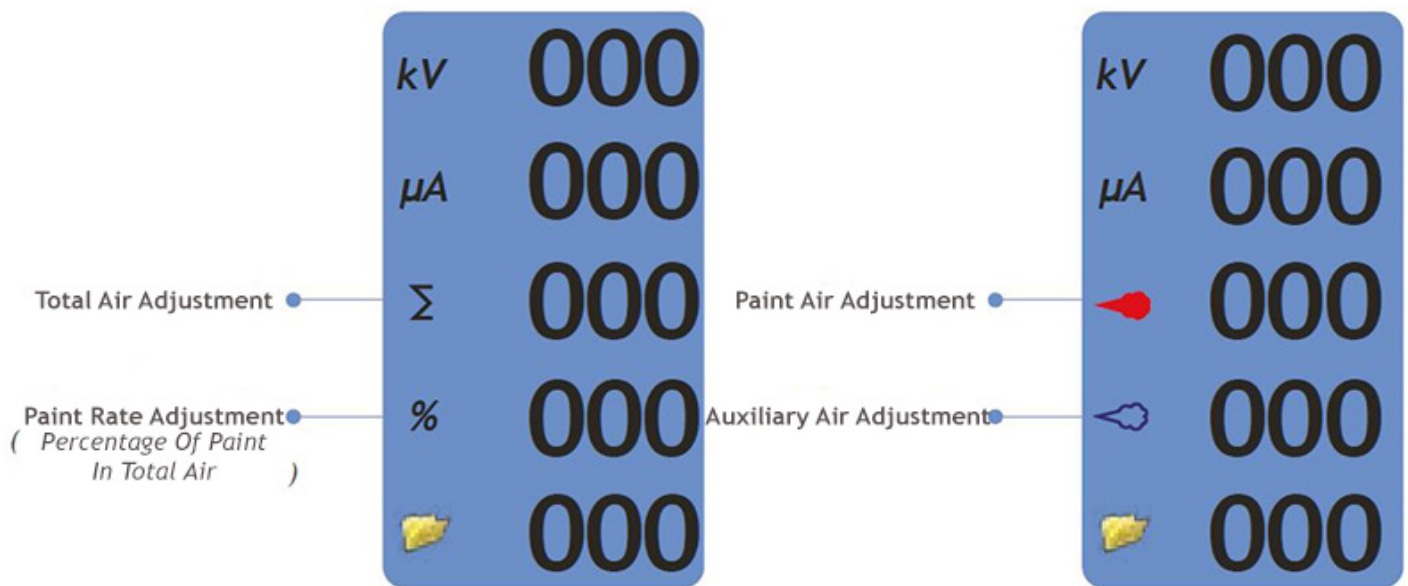 kV 000
kV 000
µA 000
µA 000
Total Air Adjustment
∑ 000
Paint Air Adjustment
000
Paint Rate Adjustment
( Percentage Of Paint
In Total Air )
% 000
Auxiliary Air Adjustment
000
000
000